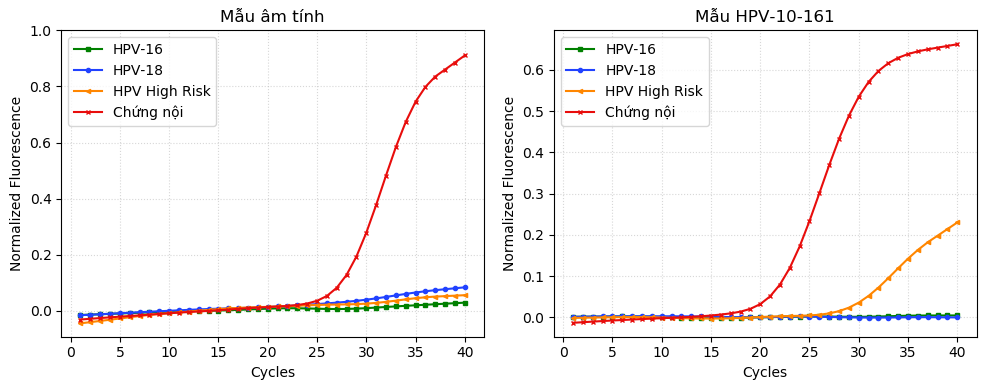 Mẫu âm tính
1.0
0.8
0.6
0.4
0.2
0.0
Normalized Fluorescence
HPV-16
HPV-18
HPV High Risk
Chứng nội
0 5 10 15 20 25 30 35 40
Cycles
Mẫu HPV-10-161
0.6
0.5
0.4
0.3
0.2
0.1
0.0
Normalized Fluorescence
HPV-16
HPV-18
HPV High Risk
Chứng nội
0 5 10 15 20 25 30 35 40
Cycles